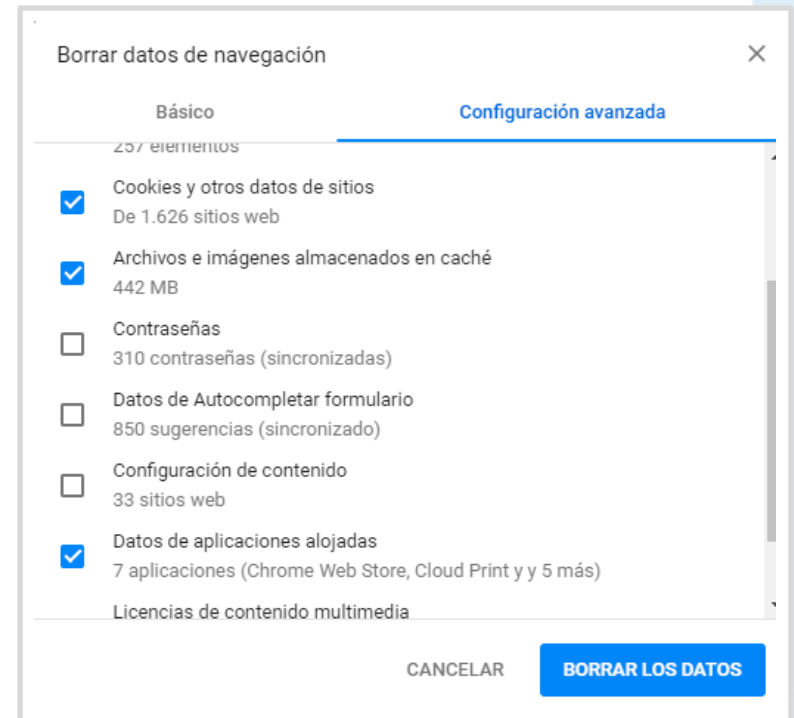 Borrar datos de navegación
Básico
Configuración avanzada
257 elementos
Cookies y otros datos de sitios
De 1.626 sitios web
Archivos e imágenes almacenados en caché
442 MB
Contraseñas
310 contraseñas (sincronizadas)
Datos de Autocompletar formulario
850 sugerencias (sincronizado)
Configuración de contenido
33 sitios web
Datos de aplicaciones alojadas
7 aplicaciones (Chrome Web Store, Cloud Print y y 5 más)
Licencias de contenido multimedia
CANCELAR
BORRAR LOS DATOS